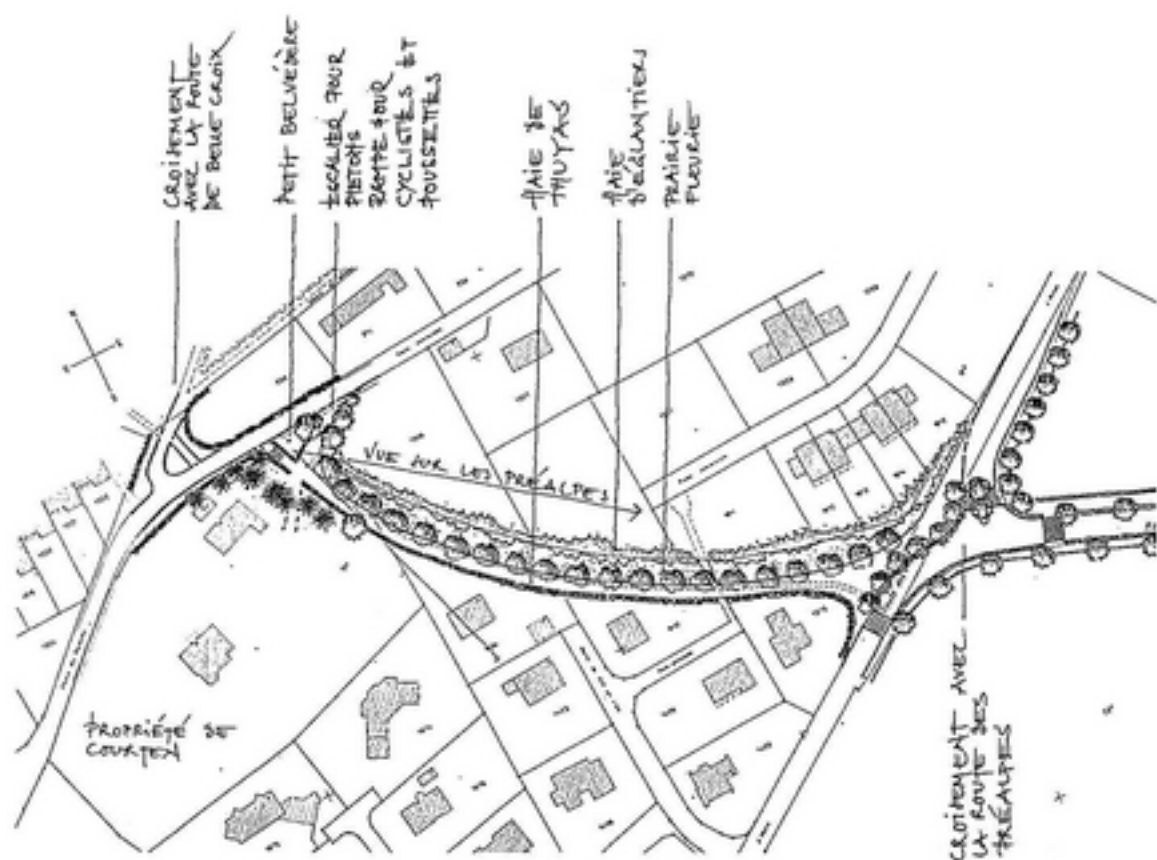 CROISEMENT
AVEC LA ROUTE
DE BELLE CROIX
PETIT BELVÉDÈRE
ESCALIER POUR
PIETONS
RAMPE POUR
CYCLISTES ET
POUSSETTES
HAIE DE
THUYAS
HAIE
D'ÉGLANTIERS
PRAIRIE
FLEURIE
VUE SUR LES PRÉALPES
PROPRIÉTÉ DE
COURTEN
CROISEMENT AVEC
LA ROUTE DES
PRÉALPES